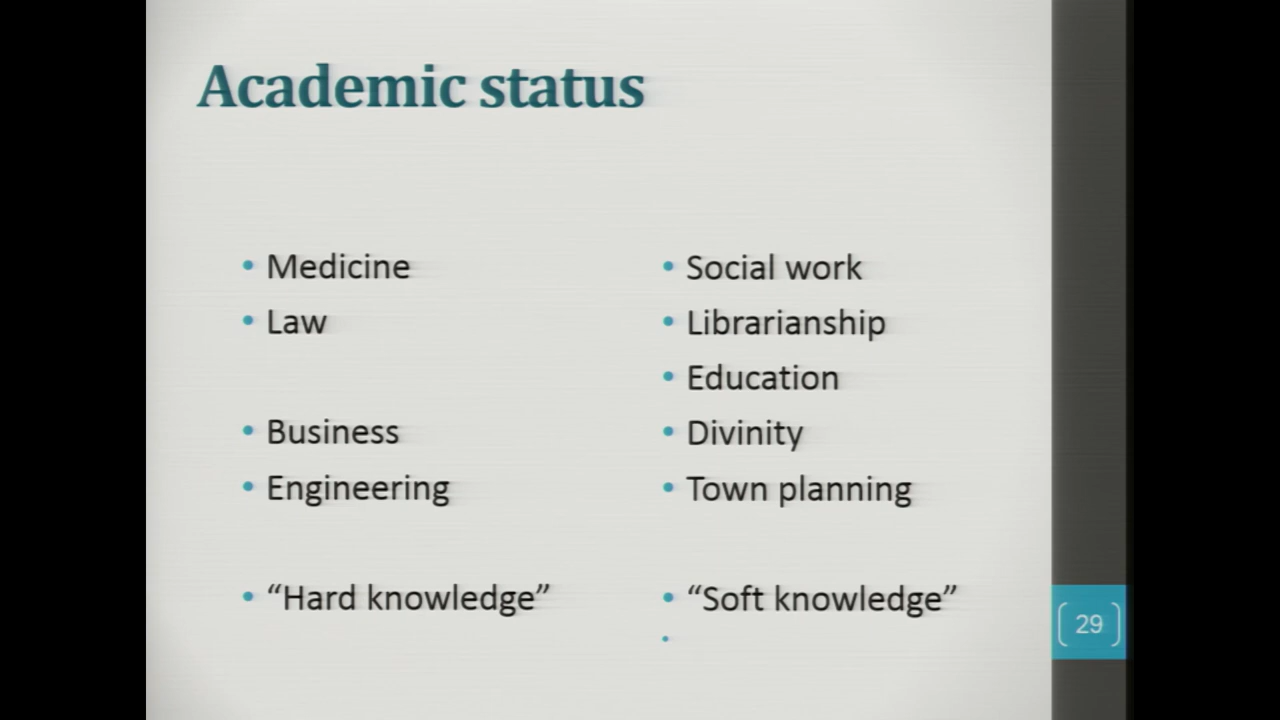 Academic status
• Medicine
• Law
• Business
• Engineering
• “Hard knowledge”
• Social work
• Librarianship
• Education
• Divinity
• Town planning
• “Soft knowledge”
•
29